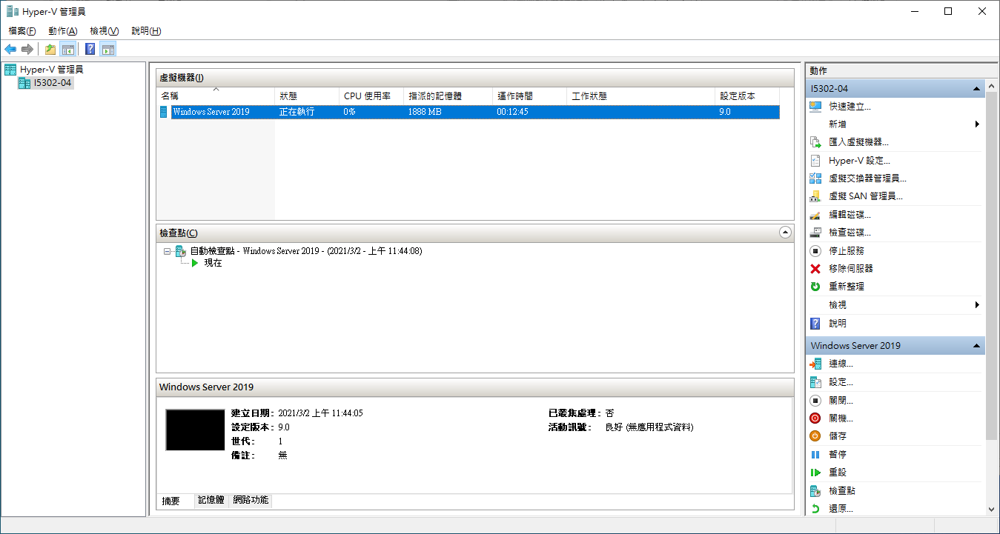 Hyper-V 管理員
檔案(F) 動作(A) 檢視(V) 說明(H)
Hyper-V 管理員
I5302-04
虛擬機器(I)
名稱 狀態 CPU 使用率 指派的記憶體 運作時間 工作狀態 設定版本
Windows Server 2019 正在執行 0% 1888 MB 00:12:45 9.0
檢查點(C)
自動檢查點 - Windows Server 2019 - (2021/3/2 - 上午 11:44:08)
現在
Windows Server 2019
建立日期: 2021/3/2 上午 11:44:05 已叢集處理: 否
設定版本: 9.0 活動訊號: 良好 (無應用程式資料)
世代: 1
備註: 無
摘要 記憶體 網路功能
動作
I5302-04
快速建立...
新增
匯入虛擬機器...
Hyper-V 設定...
虛擬交換器管理員...
虛擬 SAN 管理員...
編輯磁碟...
檢查磁碟...
停止服務
移除伺服器
重新整理
檢視
說明
Windows Server 2019
連線...
設定...
關閉...
關機...
儲存
暫停
重設
檢查點
還原...